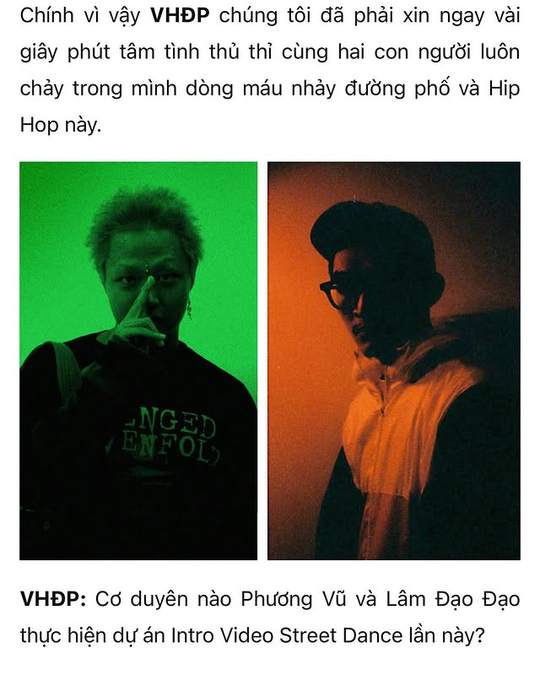 Chính vì vậy VHĐP chúng tôi đã phải xin ngay vài
giây phút tâm tình thủ thỉ cùng hai con người luôn
chảy trong mình dòng máu nhảy đường phố và Hip
Hop này.
NGED
ENFOL
VHĐP: Cơ duyên nào Phương Vũ và Lâm Đạo Đạo
thực hiện dự án Intro Video Street Dance lần này?